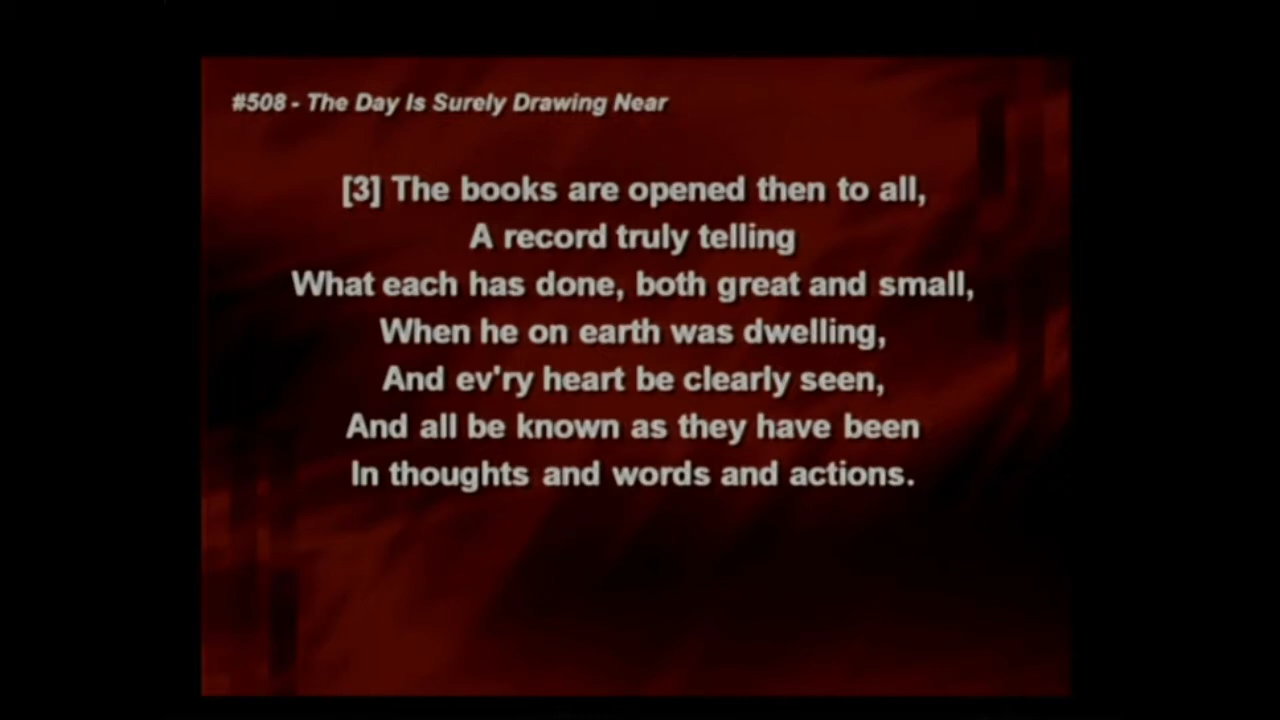 #508 - The Day Is Surely Drawing Near
[3] The books are opened then to all,
A record truly telling
What each has done, both great and small,
When he on earth was dwelling,
And ev'ry heart be clearly seen,
And all be known as they have been
In thoughts and words and actions.